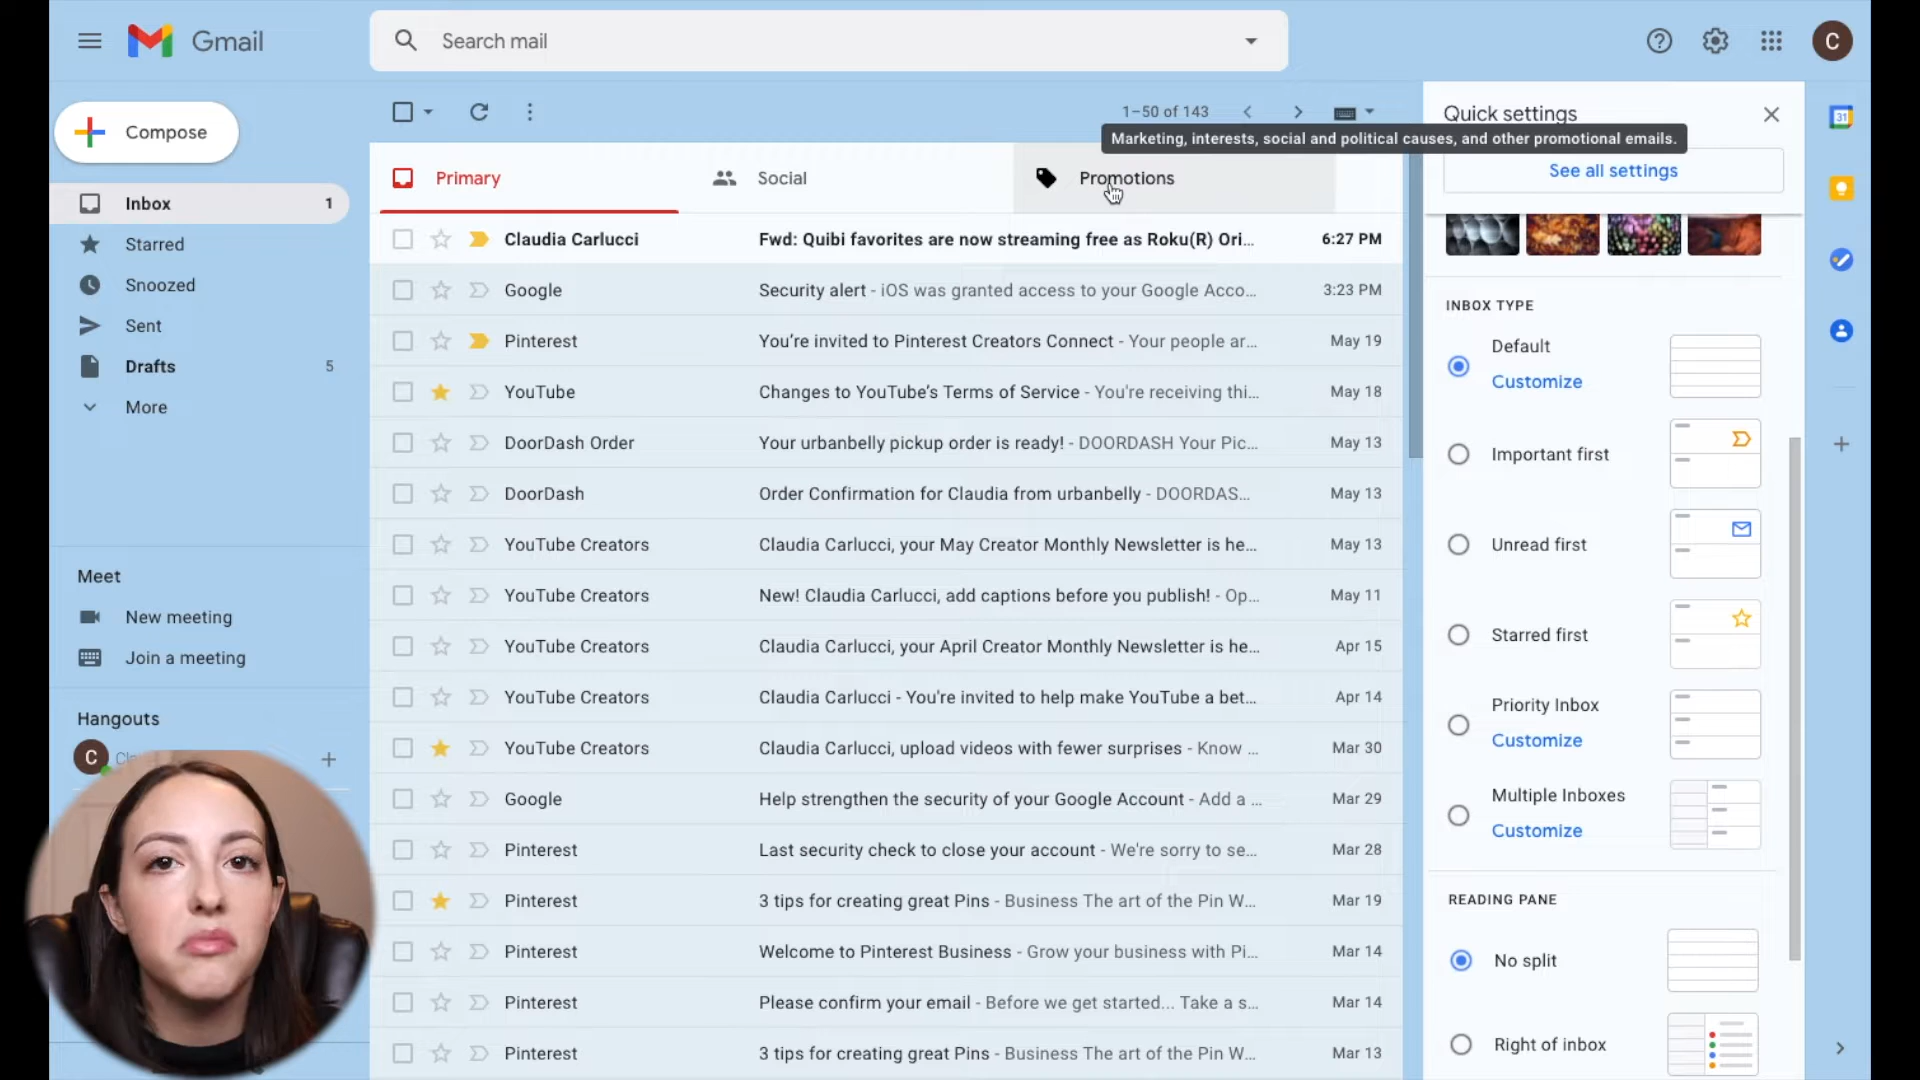 Gmail
Search mail
C
Compose
1–50 of 143
Quick settings
Marketing, interests, social and political causes, and other promotional emails.
See all settings
Inbox 1
Starred
Snoozed
Sent
Drafts 5
More
Meet
New meeting
Join a meeting
Hangouts
C
Primary
Social
Promotions
Claudia Carlucci Fwd: Quibi favorites are now streaming free as Roku(R) Ori... 6:27 PM
Google Security alert - iOS was granted access to your Google Acco... 3:23 PM
Pinterest You’re invited to Pinterest Creators Connect - Your people ar... May 19
YouTube Changes to YouTube’s Terms of Service - You're receiving thi... May 18
DoorDash Order Your urbanbelly pickup order is ready! - DOORDASH Your Pic... May 13
DoorDash Order Confirmation for Claudia from urbanbelly - DOORDAS... May 13
YouTube Creators Claudia Carlucci, your May Creator Monthly Newsletter is he... May 13
YouTube Creators New! Claudia Carlucci, add captions before you publish! - Op... May 11
YouTube Creators Claudia Carlucci, your April Creator Monthly Newsletter is he... Apr 15
YouTube Creators Claudia Carlucci - You're invited to help make YouTube a bet... Apr 14
YouTube Creators Claudia Carlucci, upload videos with fewer surprises - Know ... Mar 30
Google Help strengthen the security of your Google Account - Add a ... Mar 29
Pinterest Last security check to close your account - We're sorry to se... Mar 28
Pinterest 3 tips for creating great Pins - Business The art of the Pin W... Mar 19
Pinterest Welcome to Pinterest Business - Grow your business with Pi... Mar 14
Pinterest Please confirm your email - Before we get started... Take a s... Mar 14
Pinterest 3 tips for creating great Pins - Business The art of the Pin W... Mar 13
INBOX TYPE
Default
Customize
Important first
Unread first
Starred first
Priority Inbox
Customize
Multiple Inboxes
Customize
READING PANE
No split
Right of inbox
31